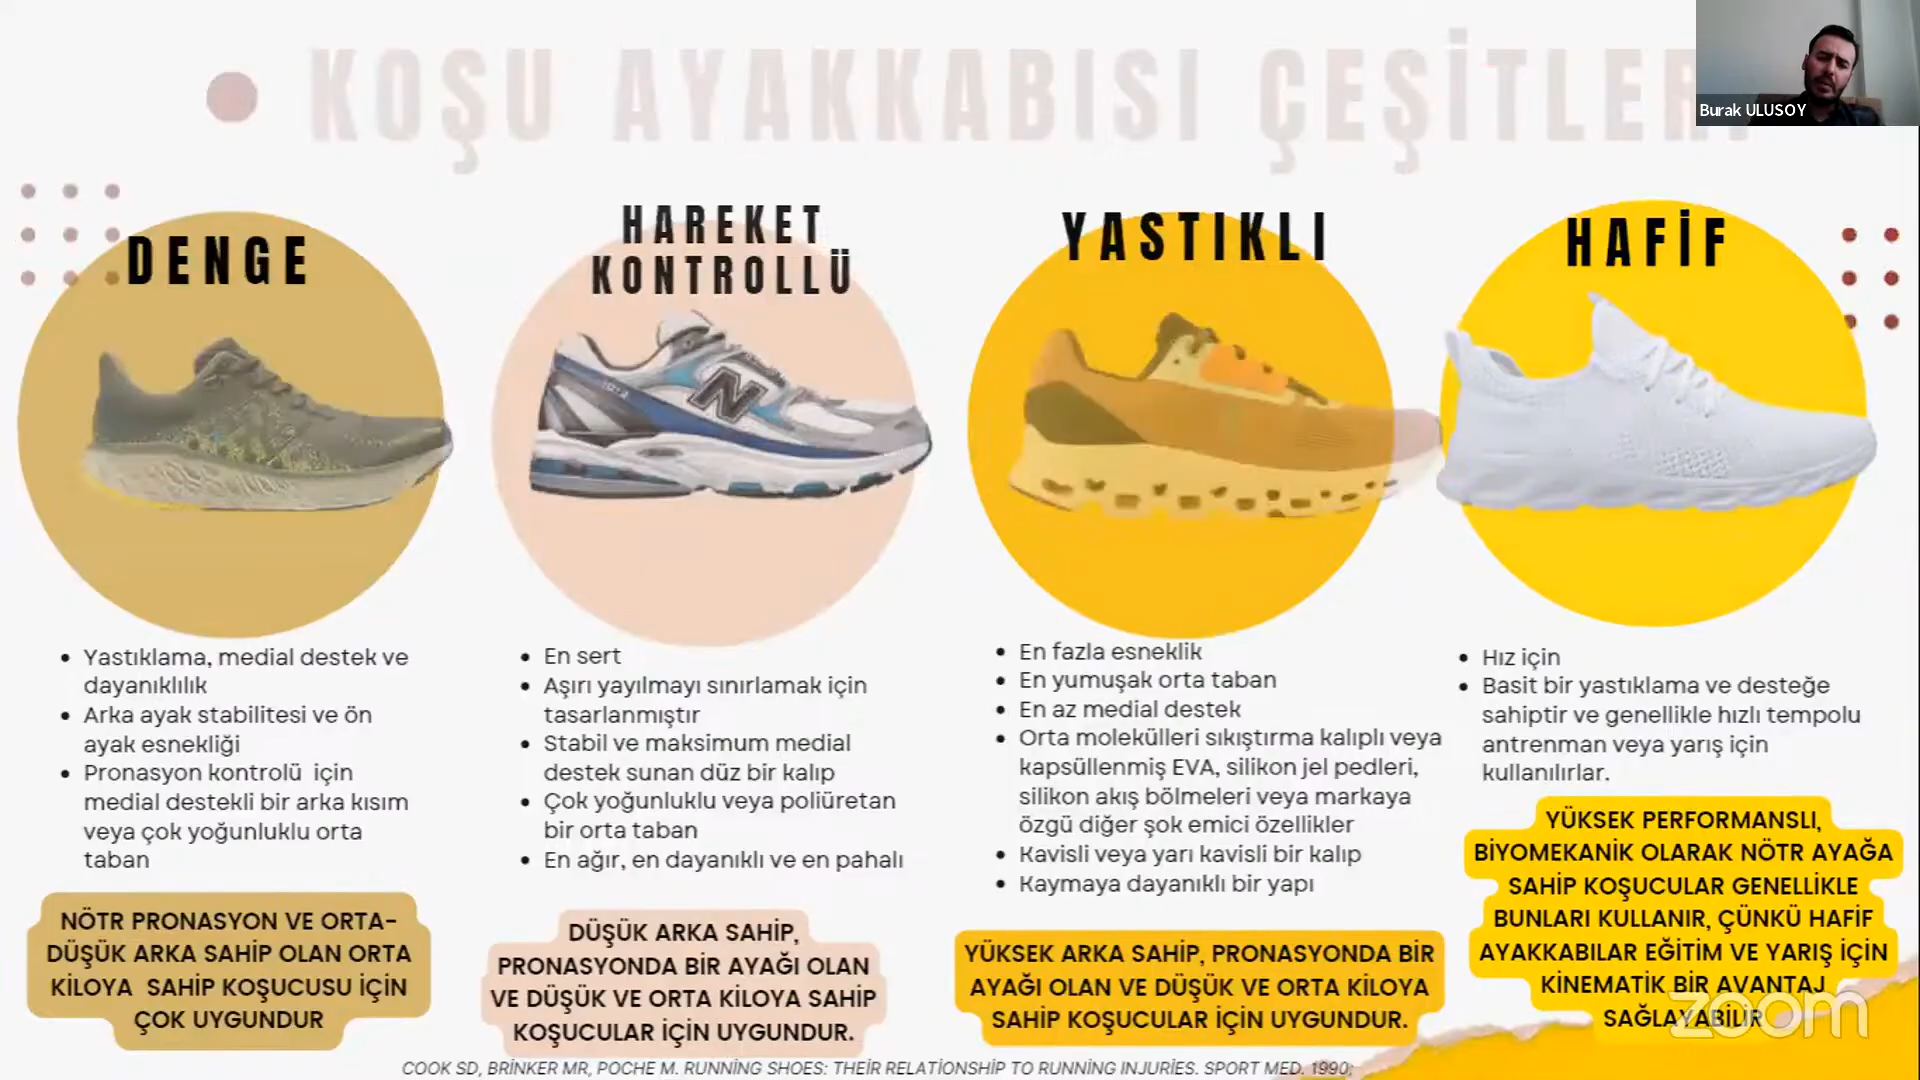 KOŞU AYAKKABISI ÇEŞİTLERİ
Burak ULUSOY
DENGE
Yastıklama, medial destek ve
dayanıklılık
Arka ayak stabilitesi ve ön
ayak esnekliği
Pronasyon kontrolü için
medial destekli bir arka kısım
veya çok yoğunluklu orta
taban
NÖTR PRONASYON VE ORTA-
DÜŞÜK ARKA SAHİP OLAN ORTA
KİLOYA SAHİP KOŞUCUSU İÇİN
ÇOK UYGUNDUR
HAREKET
KONTROLLÜ
N
En sert
Aşırı yayılmayı sınırlamak için
tasarlanmıştır
Stabil ve maksimum medial
destek sunan düz bir kalıp
Çok yoğunluklu veya poliüretan
bir orta taban
En ağır, en dayanıklı ve en pahalı
DÜŞÜK ARKA SAHİP,
PRONASYONDA BİR AYAĞI OLAN
VE DÜŞÜK VE ORTA KİLOYA SAHİP
KOŞUCULAR İÇİN UYGUNDUR.
YASTIKLI
En fazla esneklik
En yumuşak orta taban
En az medial destek
Orta molekülleri sıkıştırma kalıplı veya
kapsüllenmiş EVA, silikon jel pedleri,
silikon akış bölmeleri veya markaya
özgü diğer şok emici özellikler
Kavisli veya yarı kavisli bir kalıp
Kaymaya dayanıklı bir yapı
YÜKSEK ARKA SAHİP, PRONASYONDA BİR
AYAĞI OLAN VE DÜŞÜK VE ORTA KİLOYA
SAHİP KOŞUCULAR İÇİN UYGUNDUR.
HAFİF
Hız için
Basit bir yastıklama ve desteğe
sahiptir ve genellikle hızlı tempolu
antrenman veya yarış için
kullanılırlar.
YÜKSEK PERFORMANSLI,
BİYOMEKANİK OLARAK NÖTR AYAĞA
SAHİP KOŞUCULAR GENELLİKLE
BUNLARI KULLANIR, ÇÜNKÜ HAFİF
AYAKKABILAR EĞİTİM VE YARIŞ İÇİN
KİNEMATİK BİR AVANTAJ
SAĞLAYABİLİR
zoom
COOK SD, BRİNKER MR, POCHE M. RUNNİNG SHOES: THEİR RELATİONSHİP TO RUNNİNG INJURİES. SPORT MED. 1990;